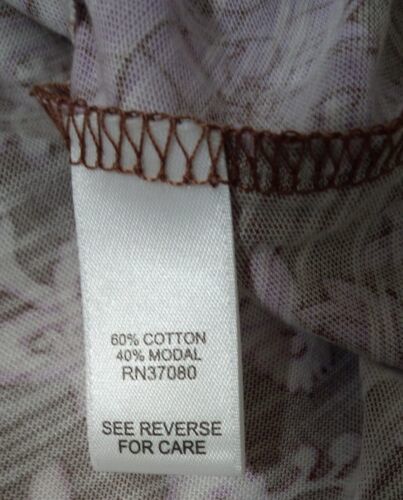 60% COTTON
40% MODAL
RN37080
SEE REVERSE
FOR CARE